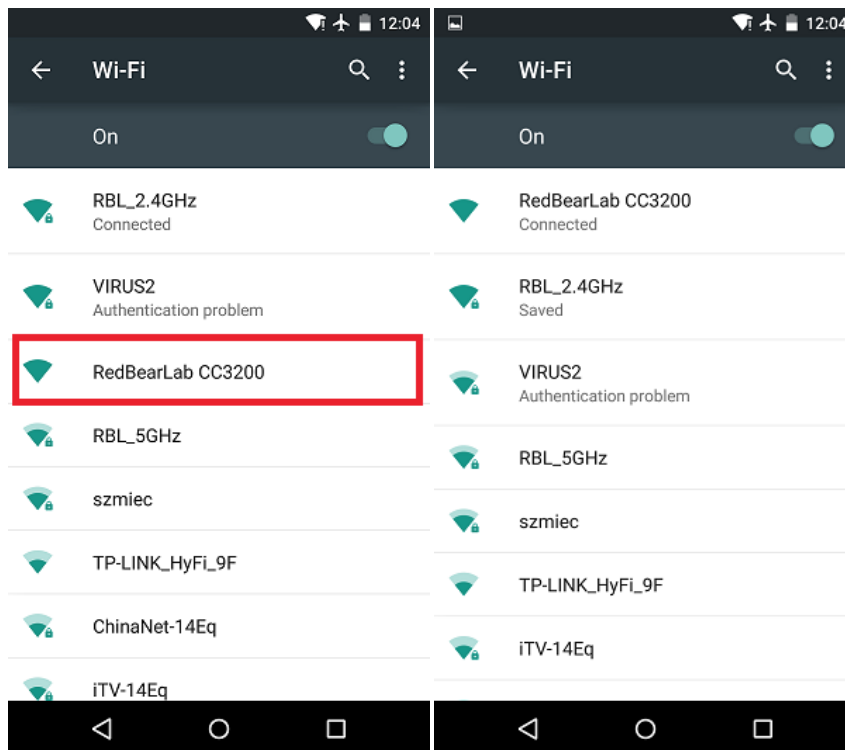 12:04
Wi-Fi
On
RBL_2.4GHz
Connected
VIRUS2
Authentication problem
RedBearLab CC3200
RBL_5GHz
szmiec
TP-LINK_HyFi_9F
ChinaNet-14Eq
iTV-14Eq
12:04
Wi-Fi
On
RedBearLab CC3200
Connected
RBL_2.4GHz
Saved
VIRUS2
Authentication problem
RBL_5GHz
szmiec
TP-LINK_HyFi_9F
iTV-14Eq